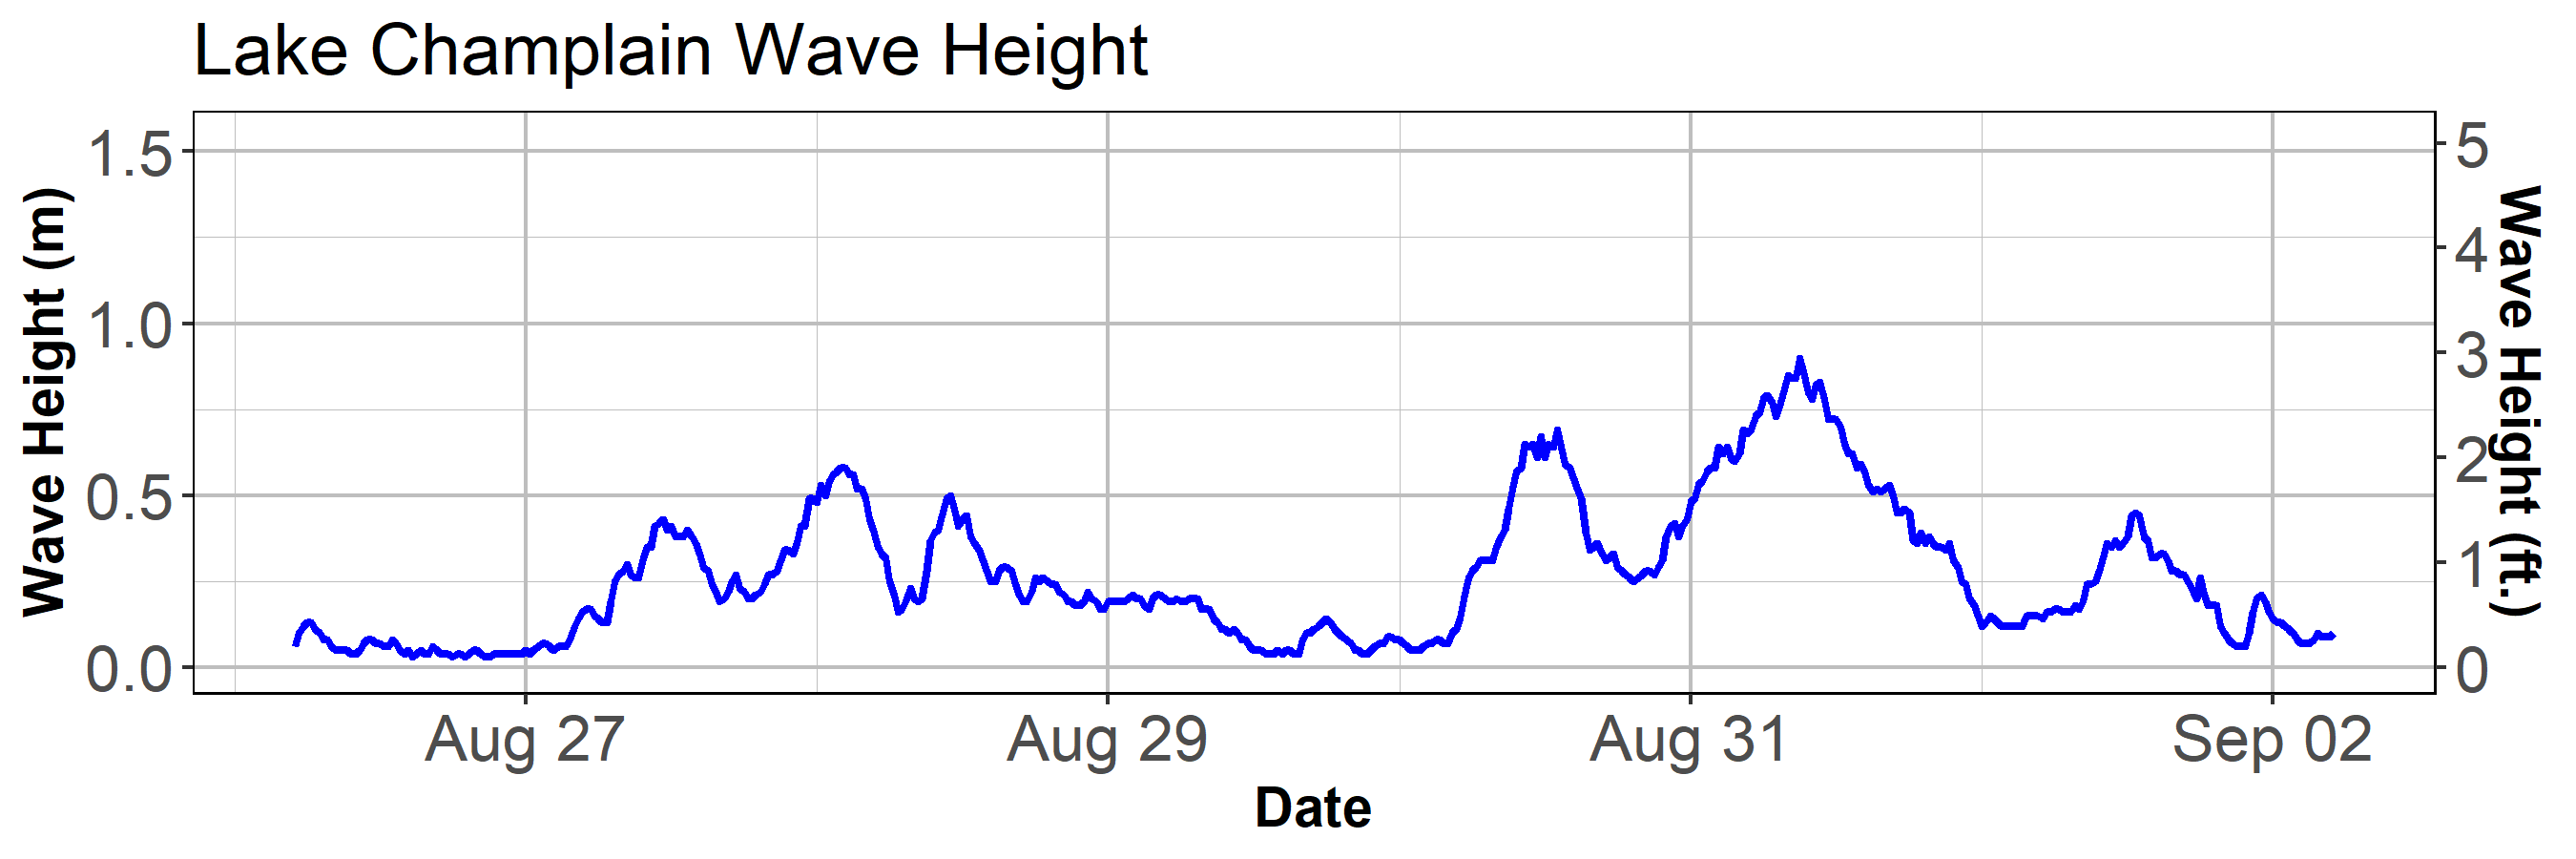 Lake Champlain Wave Height
1.5
1.0
0.5
0.0
Wave Height (m)
5
4
3
2
1
0
Wave Height (ft.)
Aug 27
Aug 29
Aug 31
Sep 02
Date